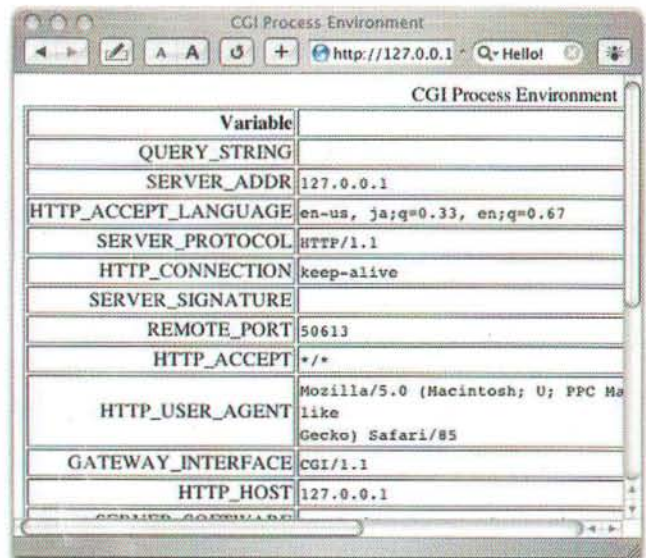 CGI Process Environment
A A + http://127.0.0.1 Q Hello!
CGI Process Environment
Variable
QUERY_STRING
SERVER_ADDR 127.0.0.1
HTTP_ACCEPT_LANGUAGE en-us, ja;q=0.33, en;q=0.67
SERVER_PROTOCOL HTTP/1.1
HTTP_CONNECTION keep-alive
SERVER_SIGNATURE
REMOTE_PORT 50613
HTTP_ACCEPT */*
HTTP_USER_AGENT Mozilla/5.0 (Macintosh; U; PPC Ma
like
Gecko) Safari/85
GATEWAY_INTERFACE CGI/1.1
HTTP_HOST 127.0.0.1